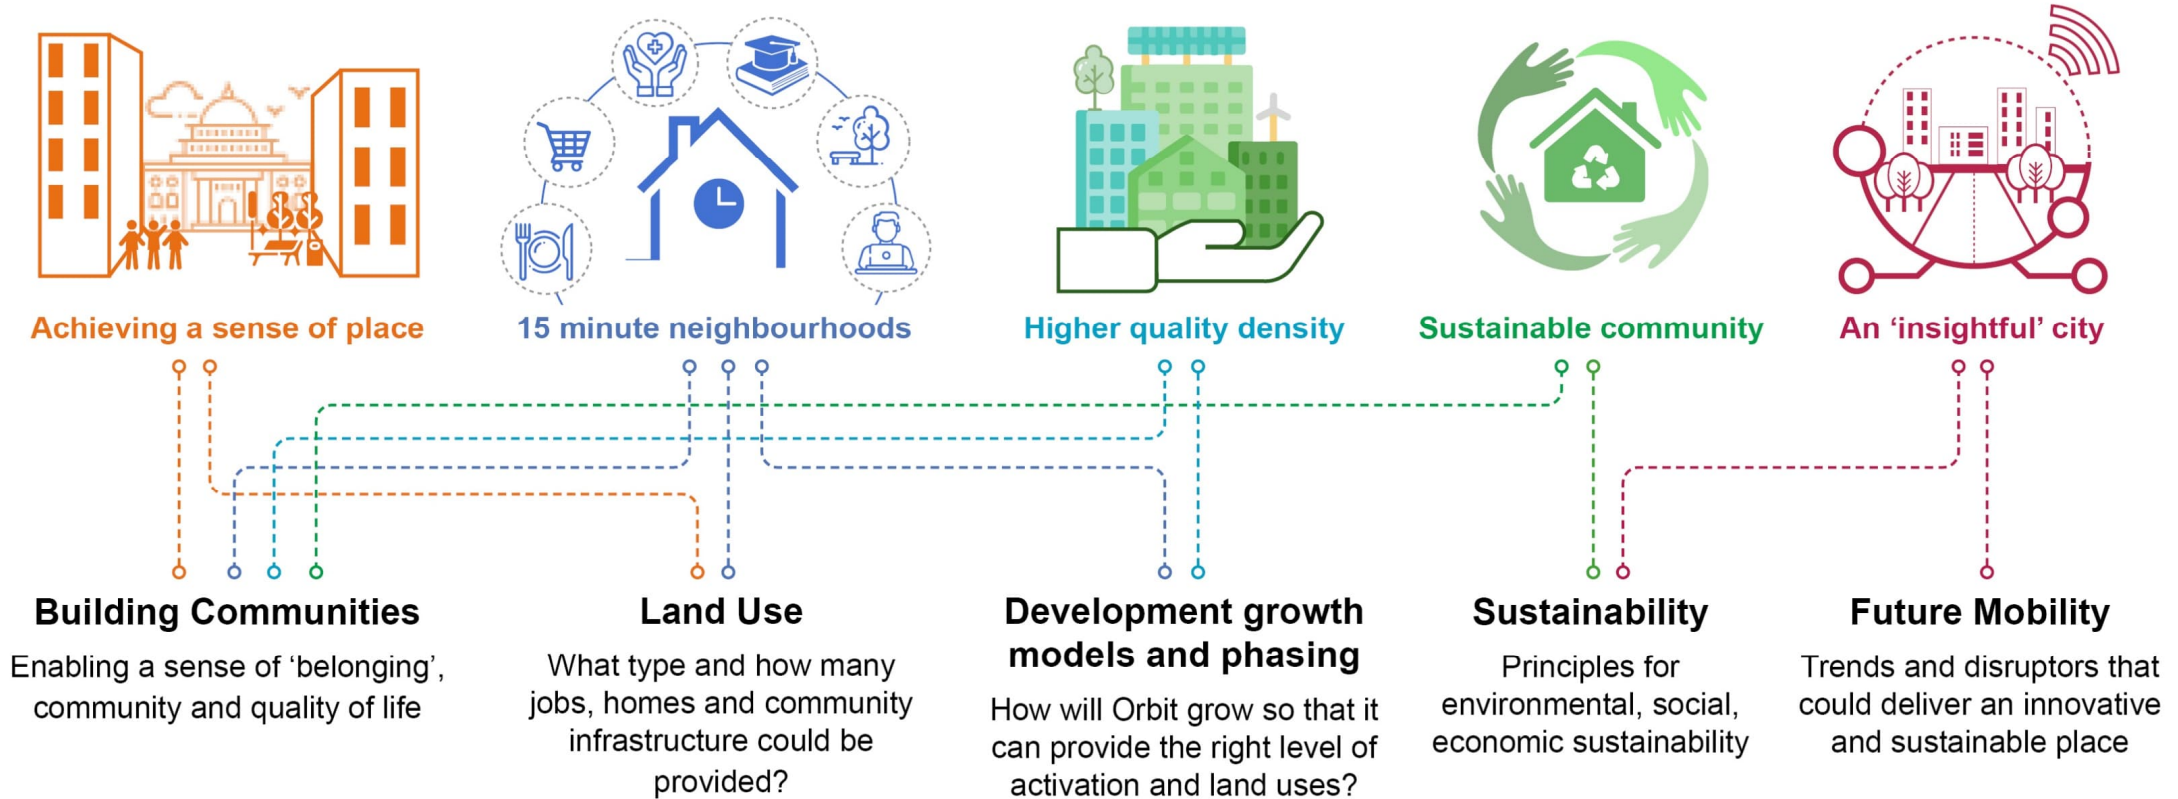 Achieving a sense of place
15 minute neighbourhoods
Higher quality density
Sustainable community
An ‘insightful’ city
Building Communities
Enabling a sense of ‘belonging’,
community and quality of life
Land Use
What type and how many
jobs, homes and community
infrastructure could be
provided?
Development growth
models and phasing
How will Orbit grow so that it
can provide the right level of
activation and land uses?
Sustainability
Principles for
environmental, social,
economic sustainability
Future Mobility
Trends and disruptors that
could deliver an innovative
and sustainable place